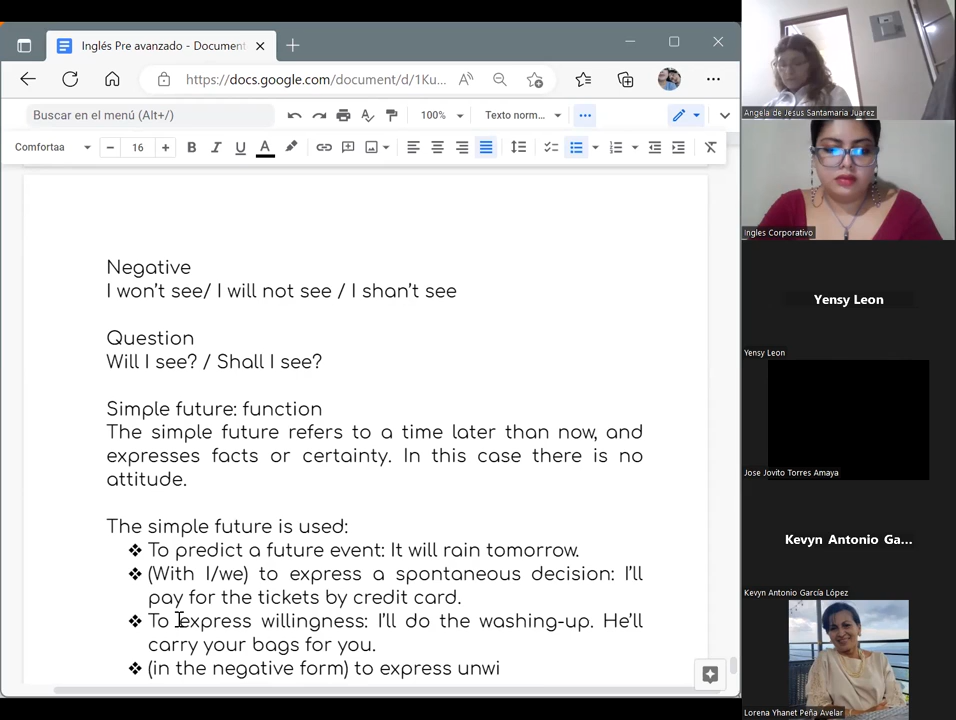 Inglés Pre avanzado - Document
https://docs.google.com/document/d/1Ku...
Buscar en el menú (Alt+/)
100%
Texto norm...
Comfortaa
16
B I U A
Negative
I won't see/ I will not see / I shan't see
Question
Will I see? / Shall I see?
Simple future: function
The simple future refers to a time later than now, and
expresses facts or certainty. In this case there is no
attitude.
The simple future is used:
❖ To predict a future event: It will rain tomorrow.
❖ (With I/we) to express a spontaneous decision: I'll
pay for the tickets by credit card.
❖ To express willingness: I'll do the washing-up. He'll
carry your bags for you.
❖ (in the negative form) to express unwi
Angela de Jesus Santamaria Juarez
Ingles Corporativo
Yensy Leon
Yensy Leon
Jose Jovito Torres Amaya
Kevyn Antonio Ga...
Kevyn Antonio García López
Lorena Yhanet Peña Avelar